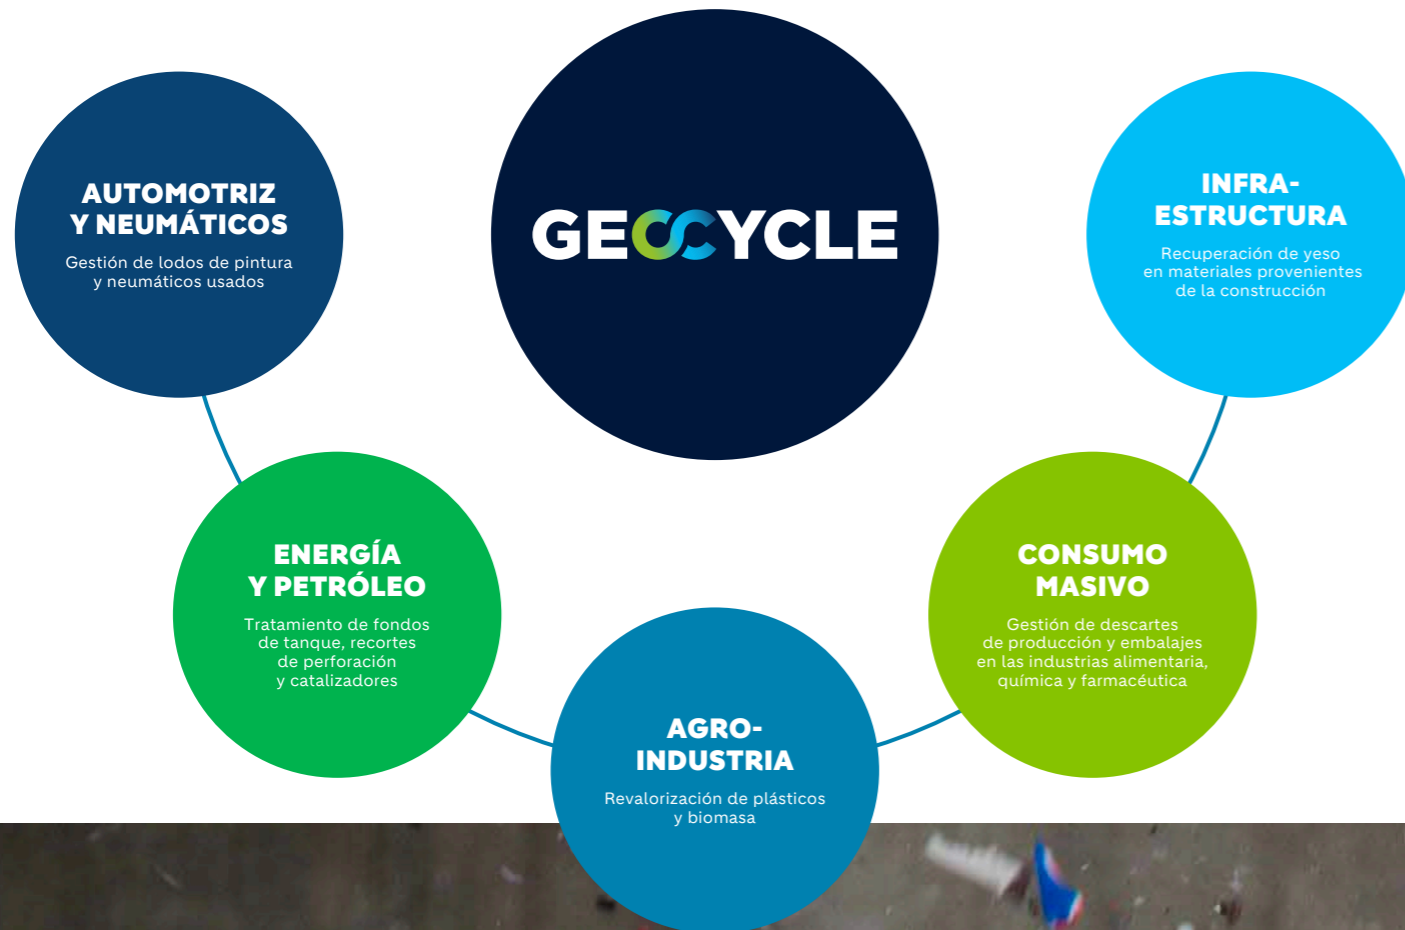 GEOCYCLE
AUTOMOTRIZ
Y NEUMÁTICOS
Gestión de lodos de pintura
y neumáticos usados
ENERGÍA
Y PETRÓLEO
Tratamiento de fondos
de tanque, recortes
de perforación
y catalizadores
AGRO-
INDUSTRIA
Revalorización de plásticos
y biomasa
CONSUMO
MASIVO
Gestión de descartes
de producción y embalajes
en las industrias alimentaria,
química y farmacéutica
INFRA-
ESTRUCTURA
Recuperación de yeso
en materiales provenientes
de la construcción